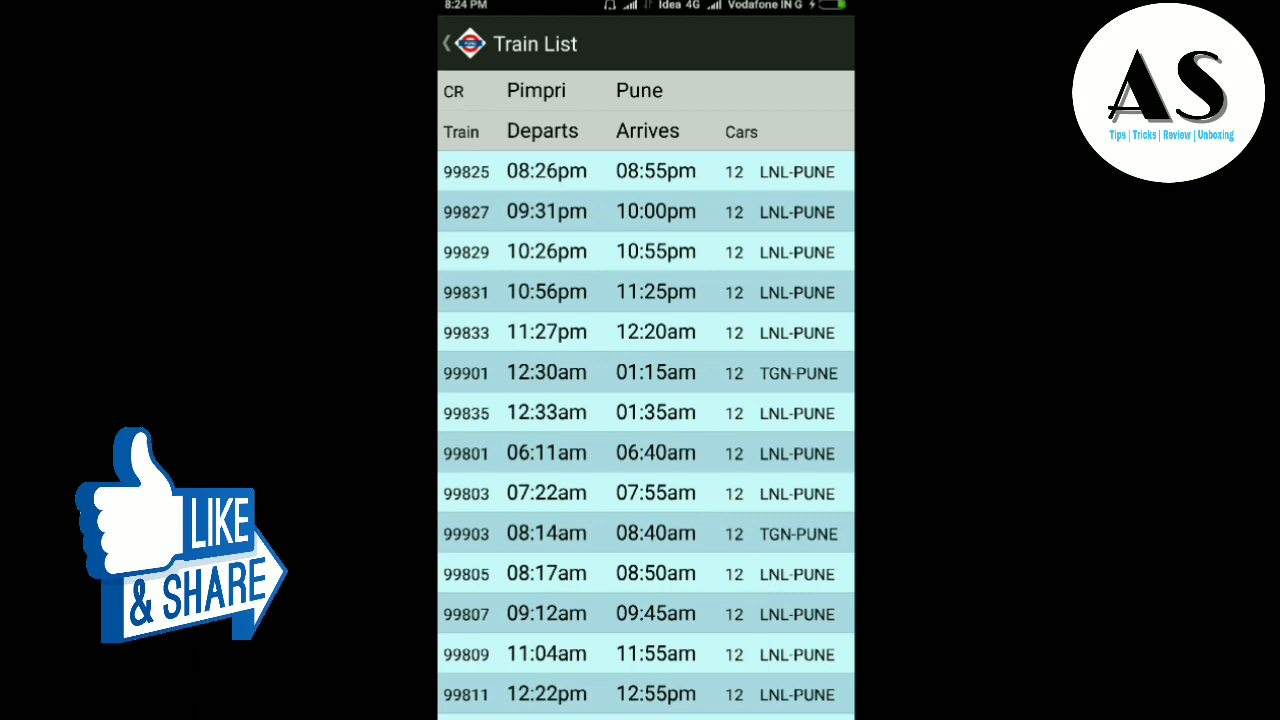 8:24 PM Idea 4G Vodafone IN G
Train List
CR Pimpri Pune
Train Departs Arrives Cars
99825 08:26pm 08:55pm 12 LNL-PUNE
99827 09:31pm 10:00pm 12 LNL-PUNE
99829 10:26pm 10:55pm 12 LNL-PUNE
99831 10:56pm 11:25pm 12 LNL-PUNE
99833 11:27pm 12:20am 12 LNL-PUNE
99901 12:30am 01:15am 12 TGN-PUNE
99835 12:33am 01:35am 12 LNL-PUNE
99801 06:11am 06:40am 12 LNL-PUNE
99803 07:22am 07:55am 12 LNL-PUNE
99903 08:14am 08:40am 12 TGN-PUNE
99805 08:17am 08:50am 12 LNL-PUNE
99807 09:12am 09:45am 12 LNL-PUNE
99809 11:04am 11:55am 12 LNL-PUNE
99811 12:22pm 12:55pm 12 LNL-PUNE
AS
Tips | Tricks | Review | Unboxing
LIKE
& SHARE